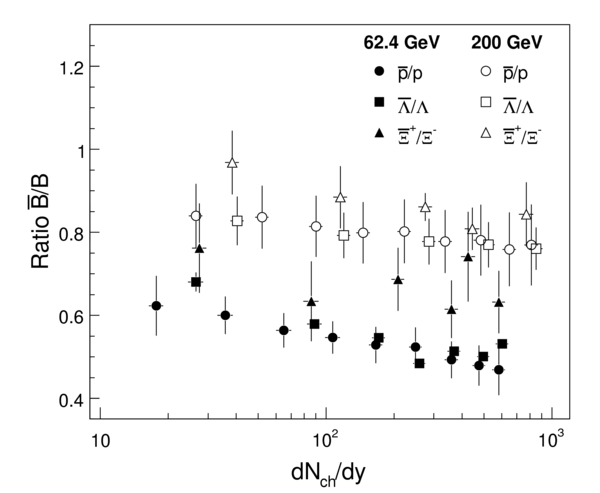 62.4 GeV 200 GeV
p̅/p p̅/p
Λ̅/Λ Λ̅/Λ
Ξ̅⁺/Ξ⁻ Ξ̅⁺/Ξ⁻
Ratio B̅/B
1.2
1
0.8
0.6
0.4
10 10² 10³
dN_ch/dy